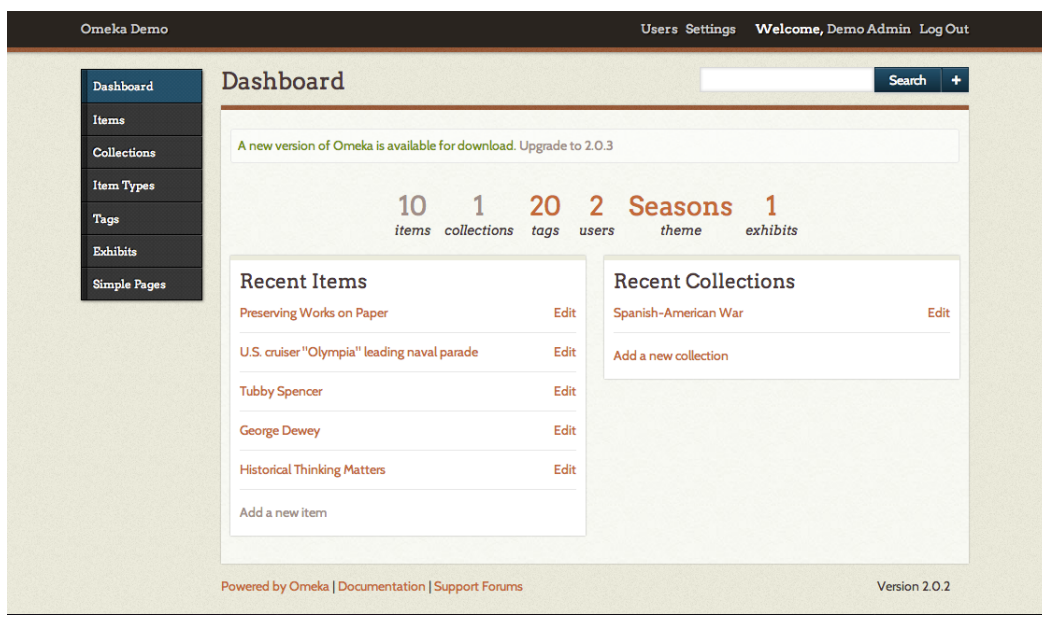 Omeka Demo
Users Settings Welcome, Demo Admin Log Out
Dashboard
Items
Collections
Item Types
Tags
Exhibits
Simple Pages
Dashboard
Search +
A new version of Omeka is available for download. Upgrade to 2.0.3
10 1 20 2 Seasons 1
items collections tags users theme exhibits
Recent Items
Preserving Works on Paper Edit
U.S. cruiser "Olympia" leading naval parade Edit
Tubby Spencer Edit
George Dewey Edit
Historical Thinking Matters Edit
Add a new item
Recent Collections
Spanish-American War Edit
Add a new collection
Powered by Omeka | Documentation | Support Forums
Version 2.0.2